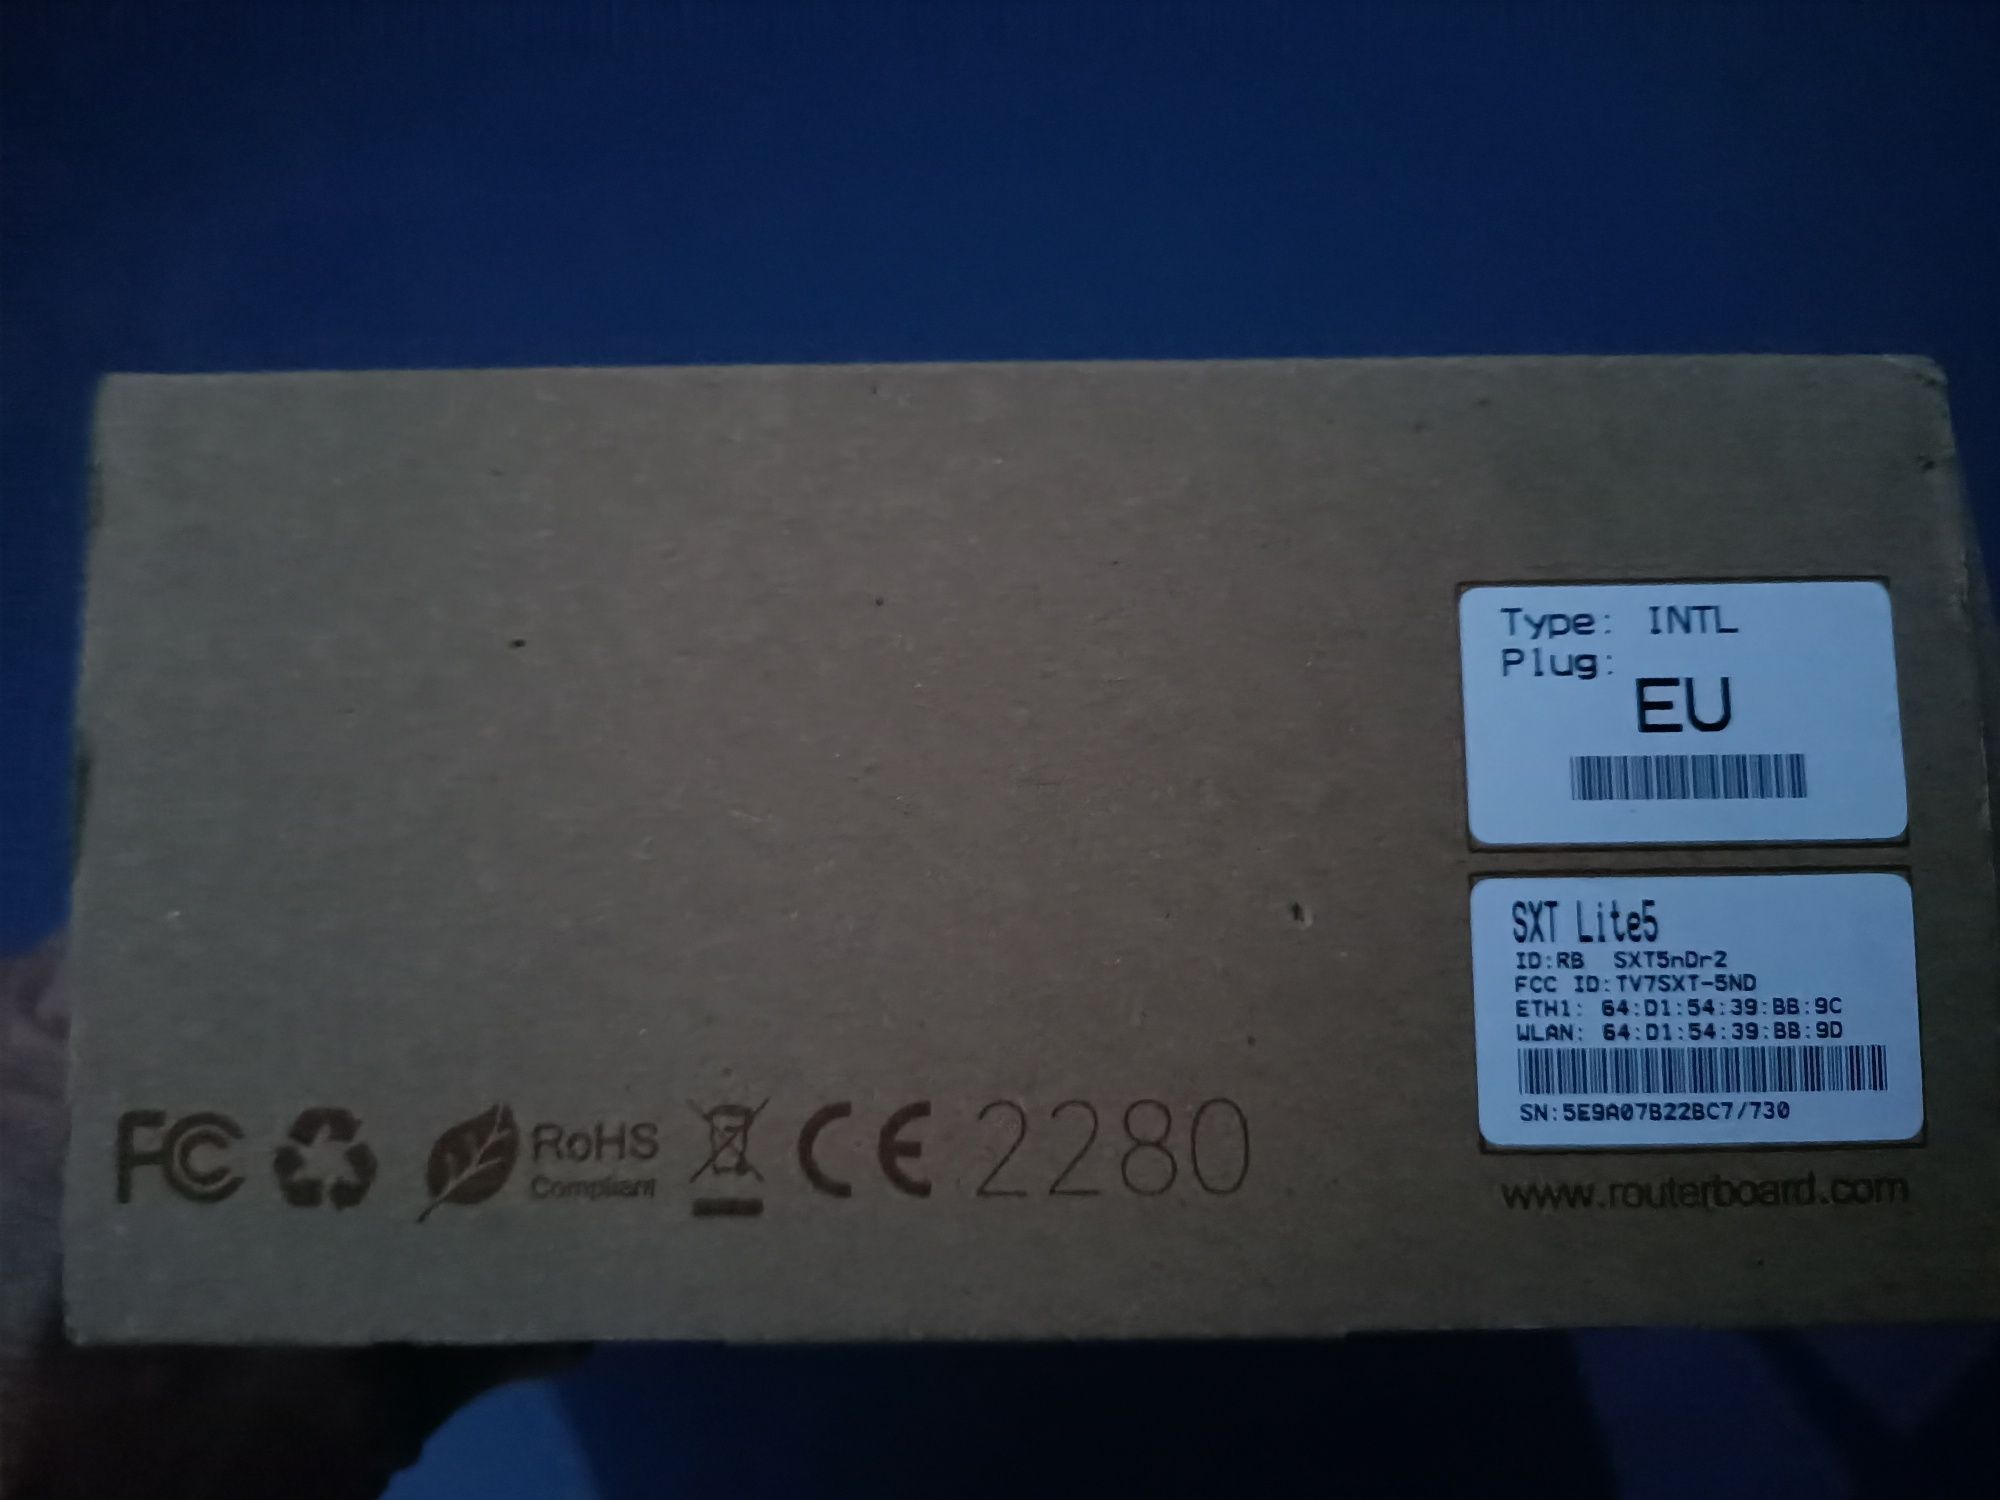 Type: INTL
Plug:
EU
SXT Lite5
ID:RB SXT5nDr2
FCC ID:TV7SXT-5ND
ETH1: 64:D1:54:39:BB:9C
WLAN: 64:D1:54:39:BB:9D
SN:5E9A07B22BC7/730
FC RoHS CE 2280
Compliant
www.routerboard.com